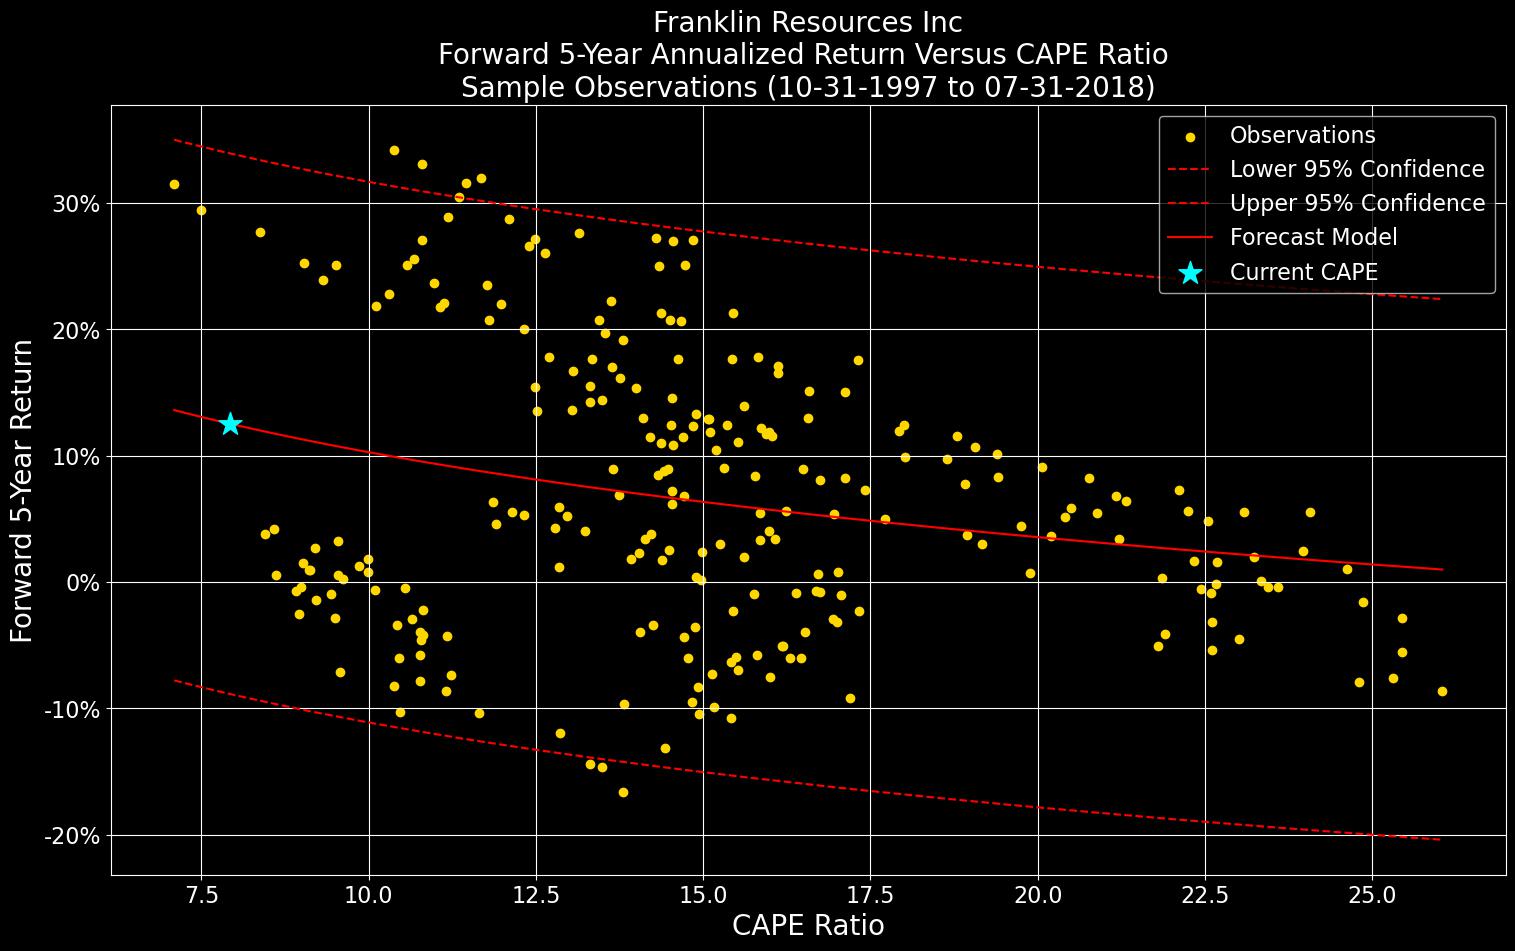 Franklin Resources Inc
Forward 5-Year Annualized Return Versus CAPE Ratio
Sample Observations (10-31-1997 to 07-31-2018)
Observations
Lower 95% Confidence
Upper 95% Confidence
Forecast Model
Current CAPE
Forward 5-Year Return
30%
20%
10%
0%
-10%
-20%
7.5 10.0 12.5 15.0 17.5 20.0 22.5 25.0
CAPE Ratio